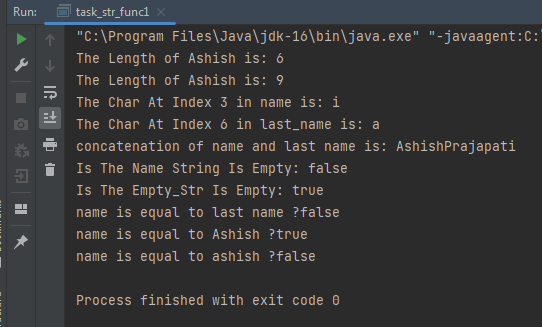 Run: task_str_func1
"C:\Program Files\Java\jdk-16\bin\java.exe" "-javaagent:C:
The Length of Ashish is: 6
The Length of Ashish is: 9
The Char At Index 3 in name is: i
The Char At Index 6 in last_name is: a
concatenation of name and last name is: AshishPrajapati
Is The Name String Is Empty: false
Is The Empty_Str Is Empty: true
name is equal to last name ?false
name is equal to Ashish ?true
name is equal to ashish ?false
Process finished with exit code 0